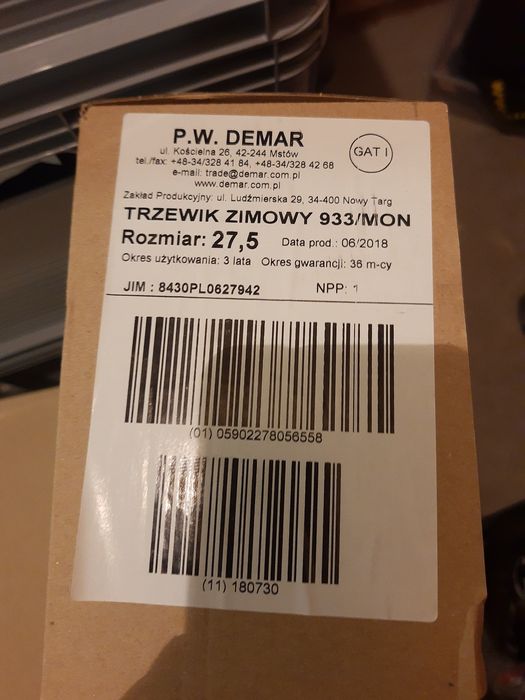 P.W. DEMAR
ul. Kościelna 26, 42-244 Mstów
tel./fax: +48-34/328 41 84, +48-34/328 42 68
e-mail: trade@demar.com.pl
www.demar.com.pl
GAT I
Zakład Produkcyjny: ul. Ludźmierska 29, 34-400 Nowy Targ
TRZEWIK ZIMOWY 933/MON
Rozmiar: 27,5 Data prod.: 06/2018
Okres użytkowania: 3 lata Okres gwarancji: 36 m-cy
JIM : 8430PL0627942 NPP: 1
(01) 05902278056558
(11) 180730